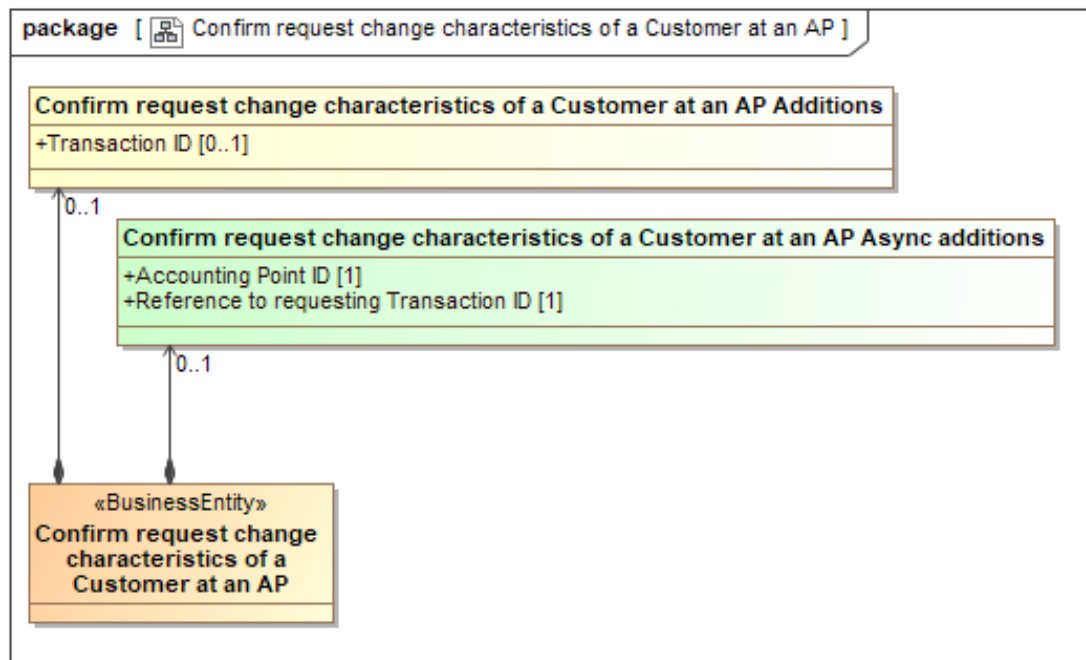 package [ Confirm request change characteristics of a Customer at an AP ]
Confirm request change characteristics of a Customer at an AP Additions
+Transaction ID [0..1]
0..1
Confirm request change characteristics of a Customer at an AP Async additions
+Accounting Point ID [1]
+Reference to requesting Transaction ID [1]
0..1
«BusinessEntity»
Confirm request change
characteristics of a
Customer at an AP